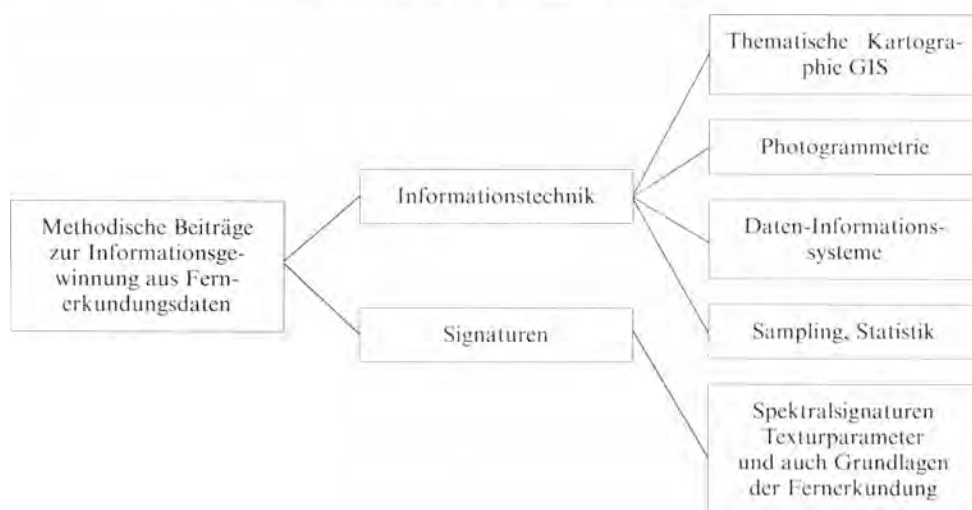 Methodische Beiträge
zur Informationsge-
winnung aus Fern-
erkundungsdaten
Informationstechnik
Signaturen
Thematische Kartogra-
phie GIS
Photogrammetrie
Daten-Informations-
systeme
Sampling, Statistik
Spektralsignaturen
Texturparameter
und auch Grundlagen
der Fernerkundung